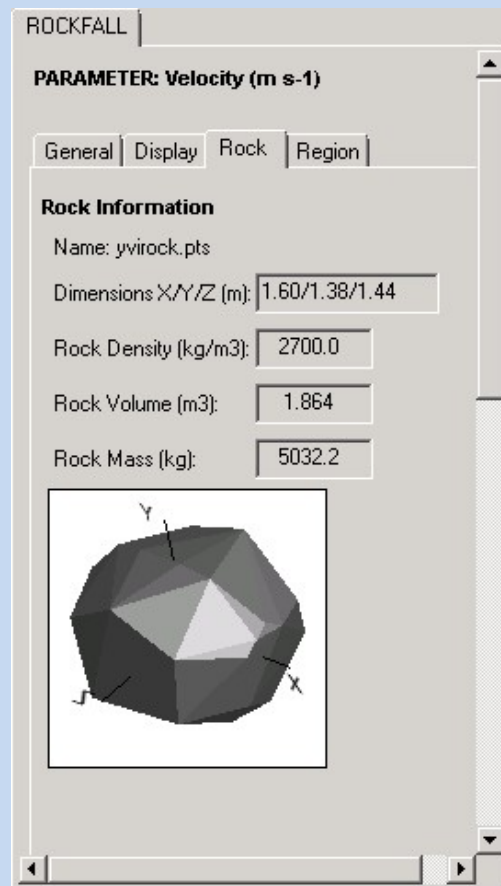 ROCKFALL
PARAMETER: Velocity (m s-1)
General Display Rock Region
Rock Information
Name: yvirock.pts
Dimensions X/Y/Z (m): 1.60/1.38/1.44
Rock Density (kg/m3): 2700.0
Rock Volume (m3): 1.864
Rock Mass (kg): 5032.2
Y
X